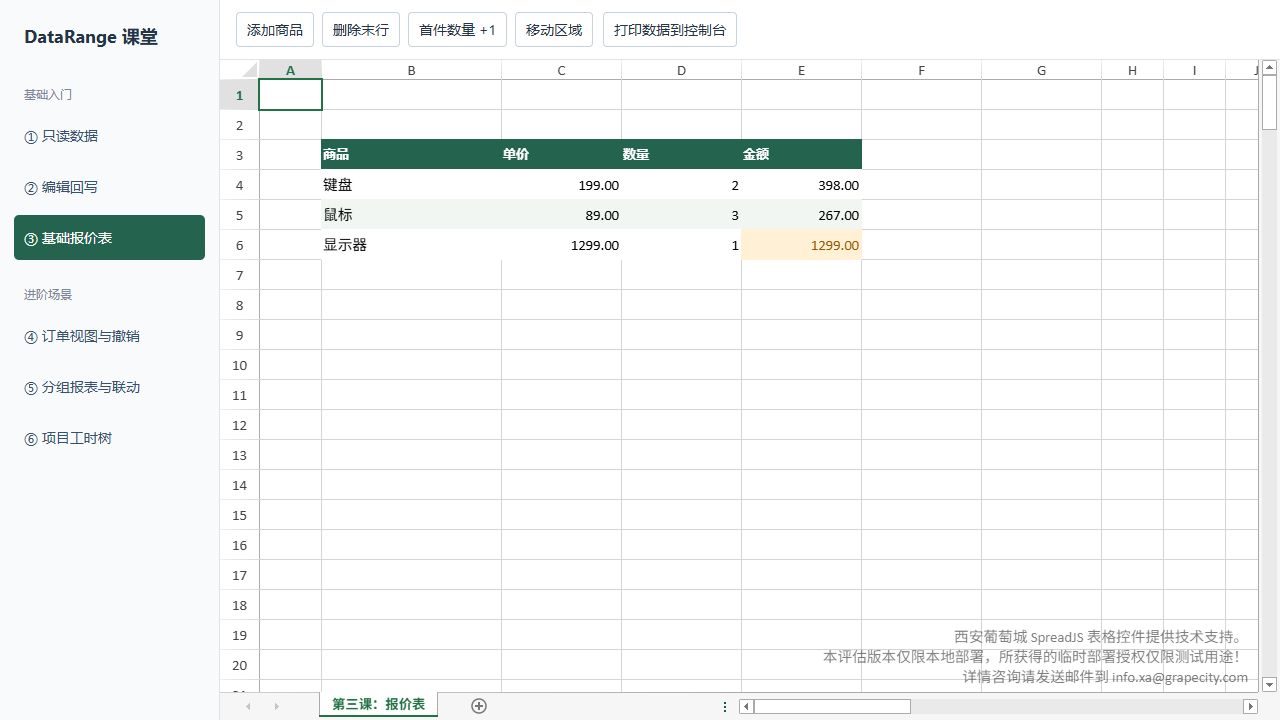 DataRange 课堂
基础入门
① 只读数据
② 编辑回写
③ 基础报价表
进阶场景
④ 订单视图与撤销
⑤ 分组报表与联动
⑥ 项目工时树
添加商品 删除末行 首件数量 +1 移动区域 打印数据到控制台
A B C D E F G H I J
1
2
3 商品 单价 数量 金额
4 键盘 199.00 2 398.00
5 鼠标 89.00 3 267.00
6 显示器 1299.00 1 1299.00
7
8
9
10
11
12
13
14
15
16
17
18
19
20
21
西安葡萄城 SpreadJS 表格控件提供技术支持。
本评估版本仅限本地部署，所获得的临时部署授权仅限测试用途！
详情咨询请发送邮件到 info.xa@grapecity.com
第三课：报价表